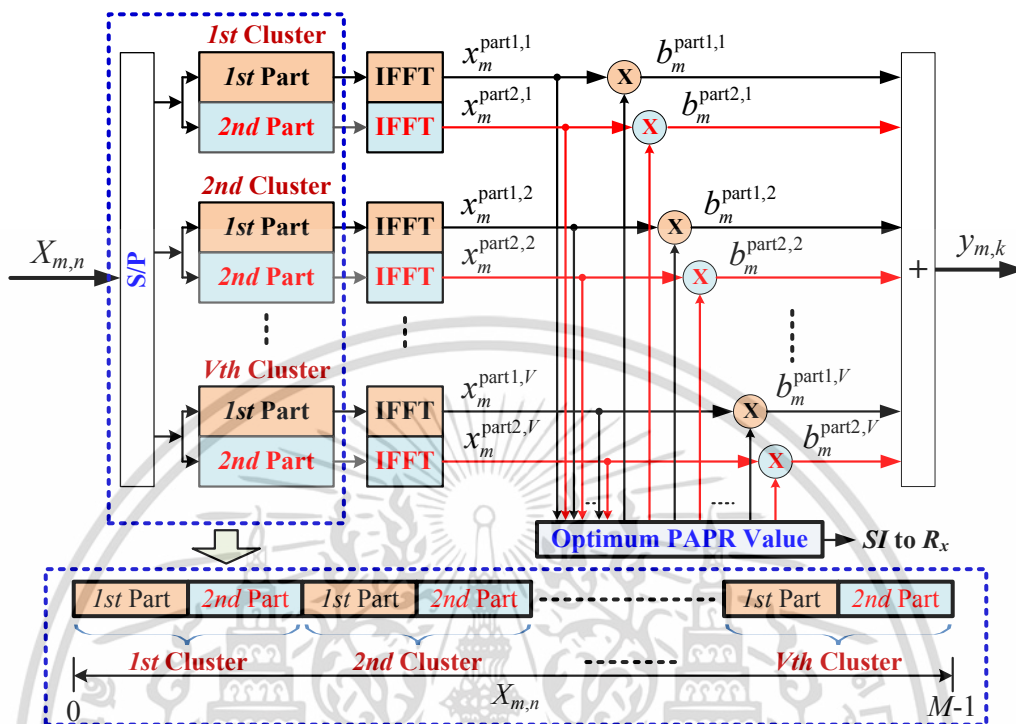 1st Cluster
1st Part IFFT x_m^{part1,1} X b_m^{part1,1}
2nd Part IFFT x_m^{part2,1} X b_m^{part2,1}
2nd Cluster
1st Part IFFT x_m^{part1,2} X b_m^{part1,2}
2nd Part IFFT x_m^{part2,2} X b_m^{part2,2}
X_{m,n} S/P + y_{m,k}
Vth Cluster
1st Part IFFT x_m^{part1,V} X b_m^{part1,V}
2nd Part IFFT x_m^{part2,V} X b_m^{part2,V}
Optimum PAPR Value SI to R_x
1st Part 2nd Part 1st Part 2nd Part 1st Part 2nd Part
1st Cluster 2nd Cluster Vth Cluster
0 X_{m,n} M-1